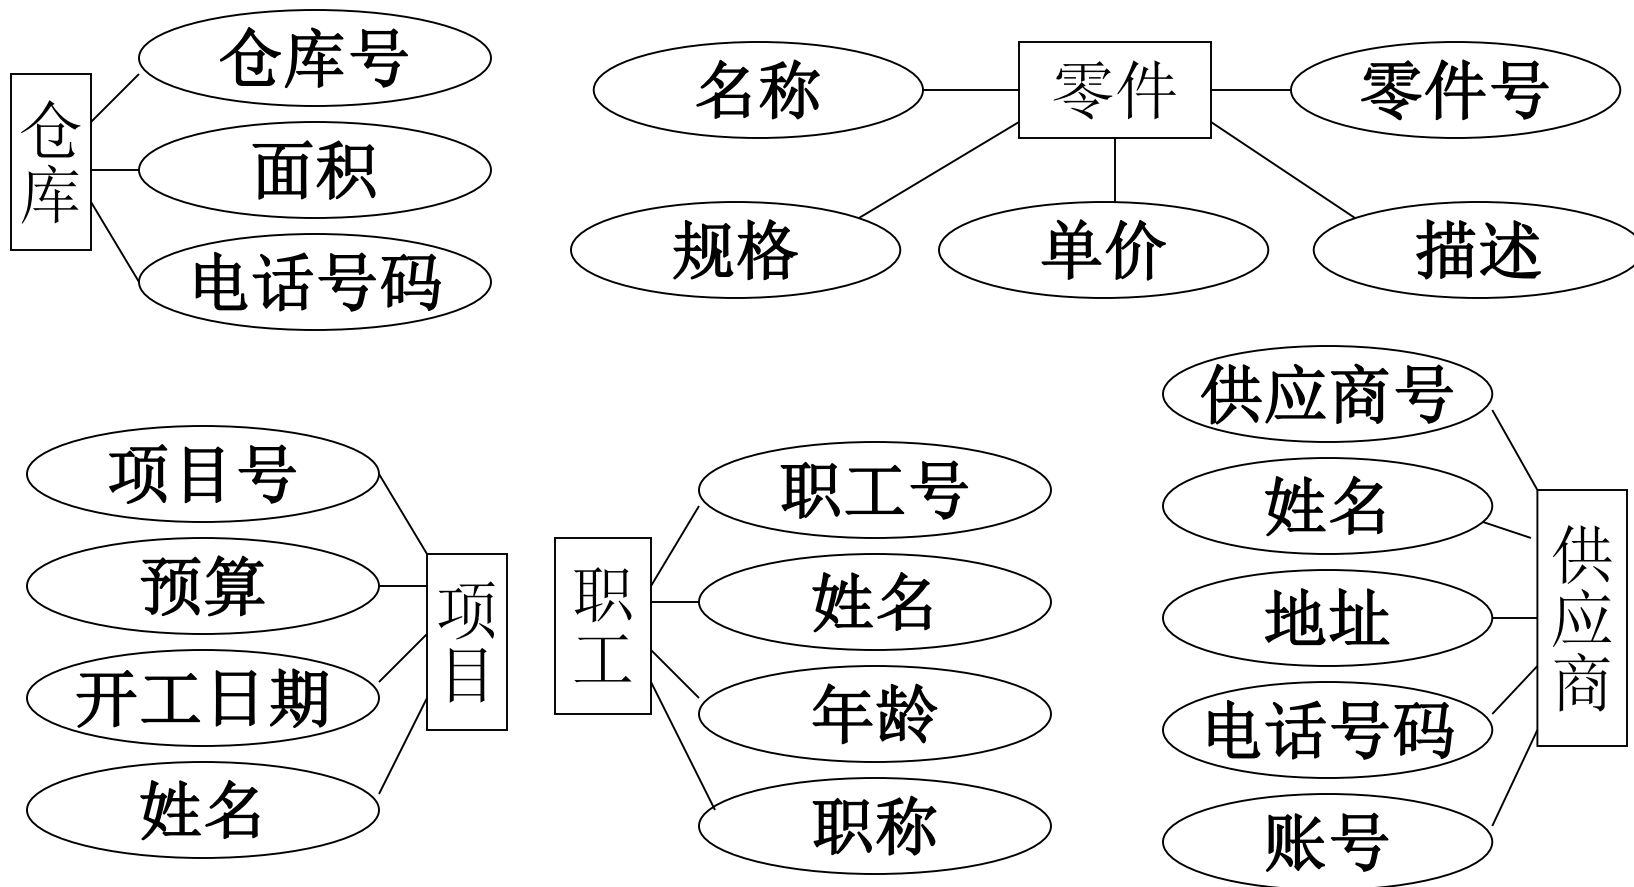 仓库
仓库号
面积
电话号码
名称
零件
零件号
规格
单价
描述
项目号
预算
开工日期
姓名
项目
职工
职工号
姓名
年龄
职称
供应商号
姓名
地址
电话号码
账号
供应商